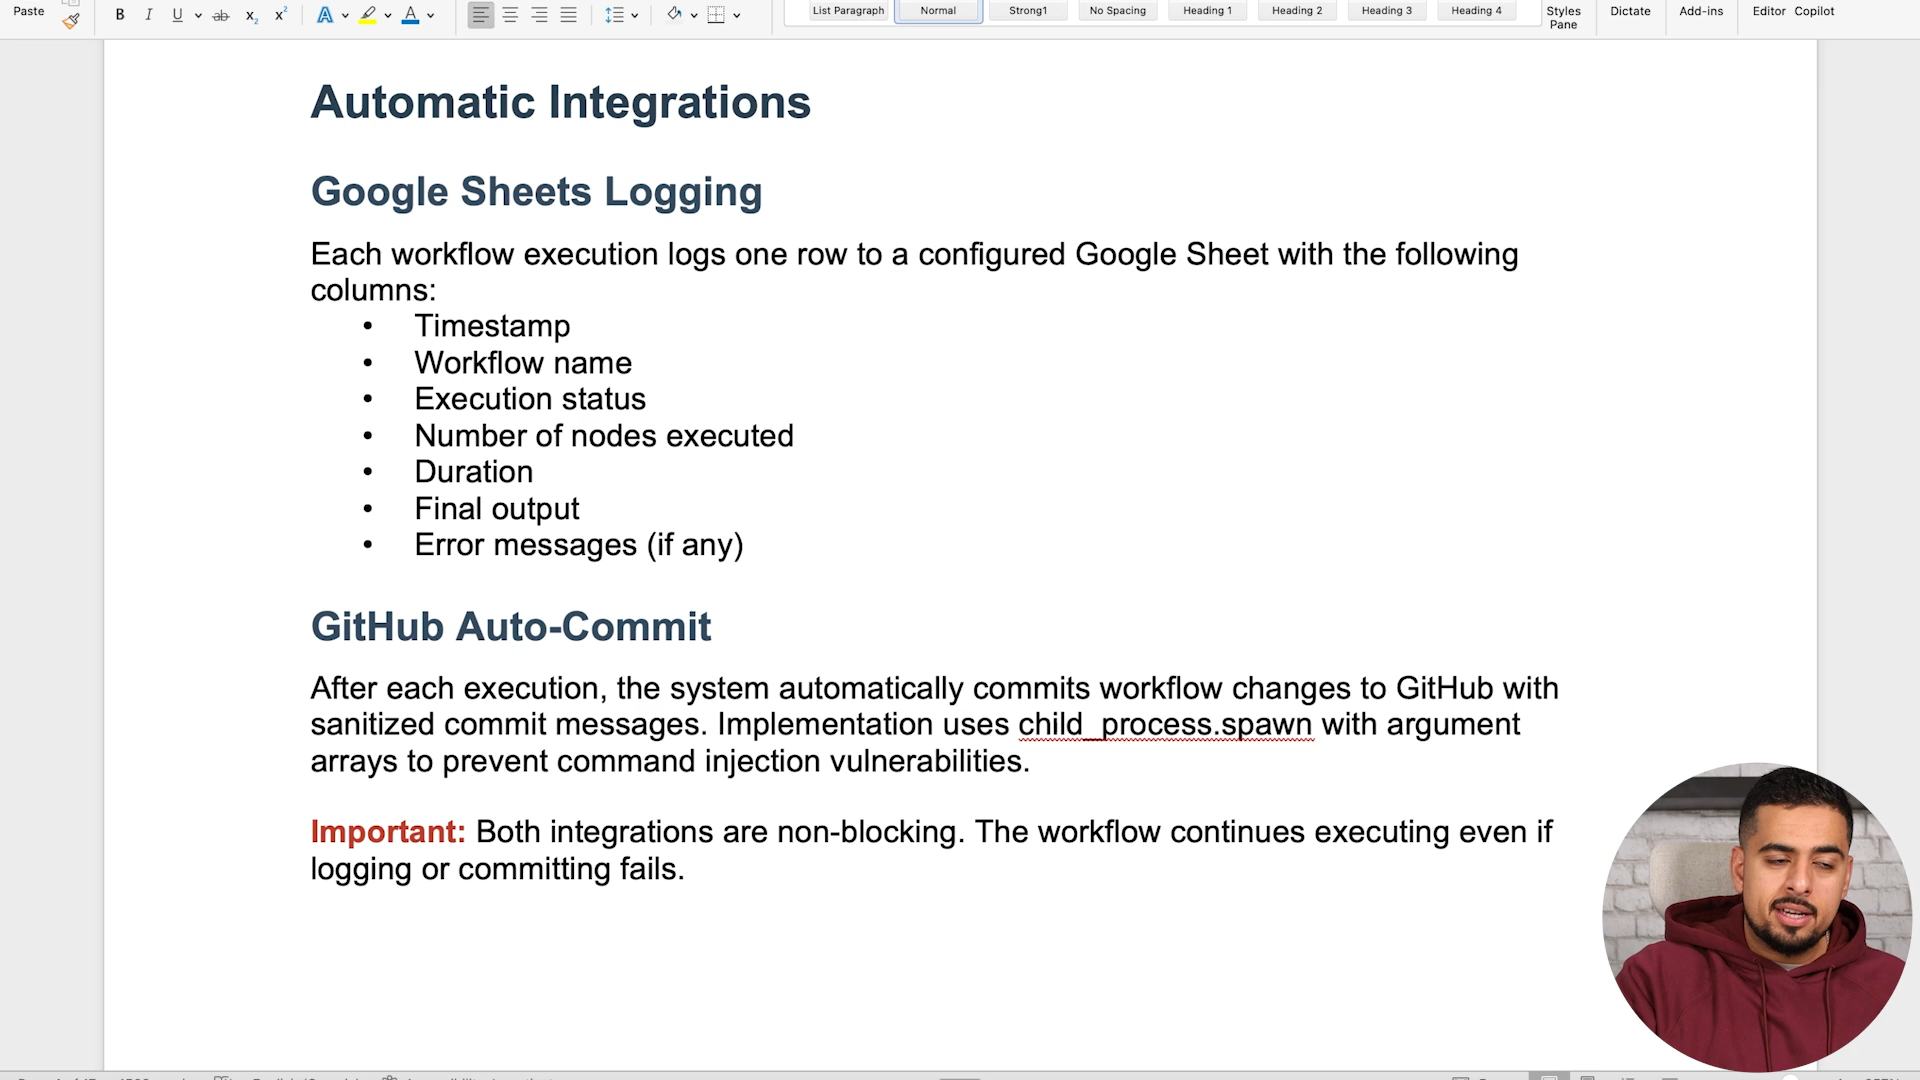 Paste
B I U ab x₂ x² A A
List Paragraph Normal Strong1 No Spacing Heading 1 Heading 2 Heading 3 Heading 4
Styles
Pane
Dictate Add-ins Editor Copilot
Automatic Integrations
Google Sheets Logging
Each workflow execution logs one row to a configured Google Sheet with the following
columns:
• Timestamp
• Workflow name
• Execution status
• Number of nodes executed
• Duration
• Final output
• Error messages (if any)
GitHub Auto-Commit
After each execution, the system automatically commits workflow changes to GitHub with
sanitized commit messages. Implementation uses child_process.spawn with argument
arrays to prevent command injection vulnerabilities.
Important: Both integrations are non-blocking. The workflow continues executing even if
logging or committing fails.